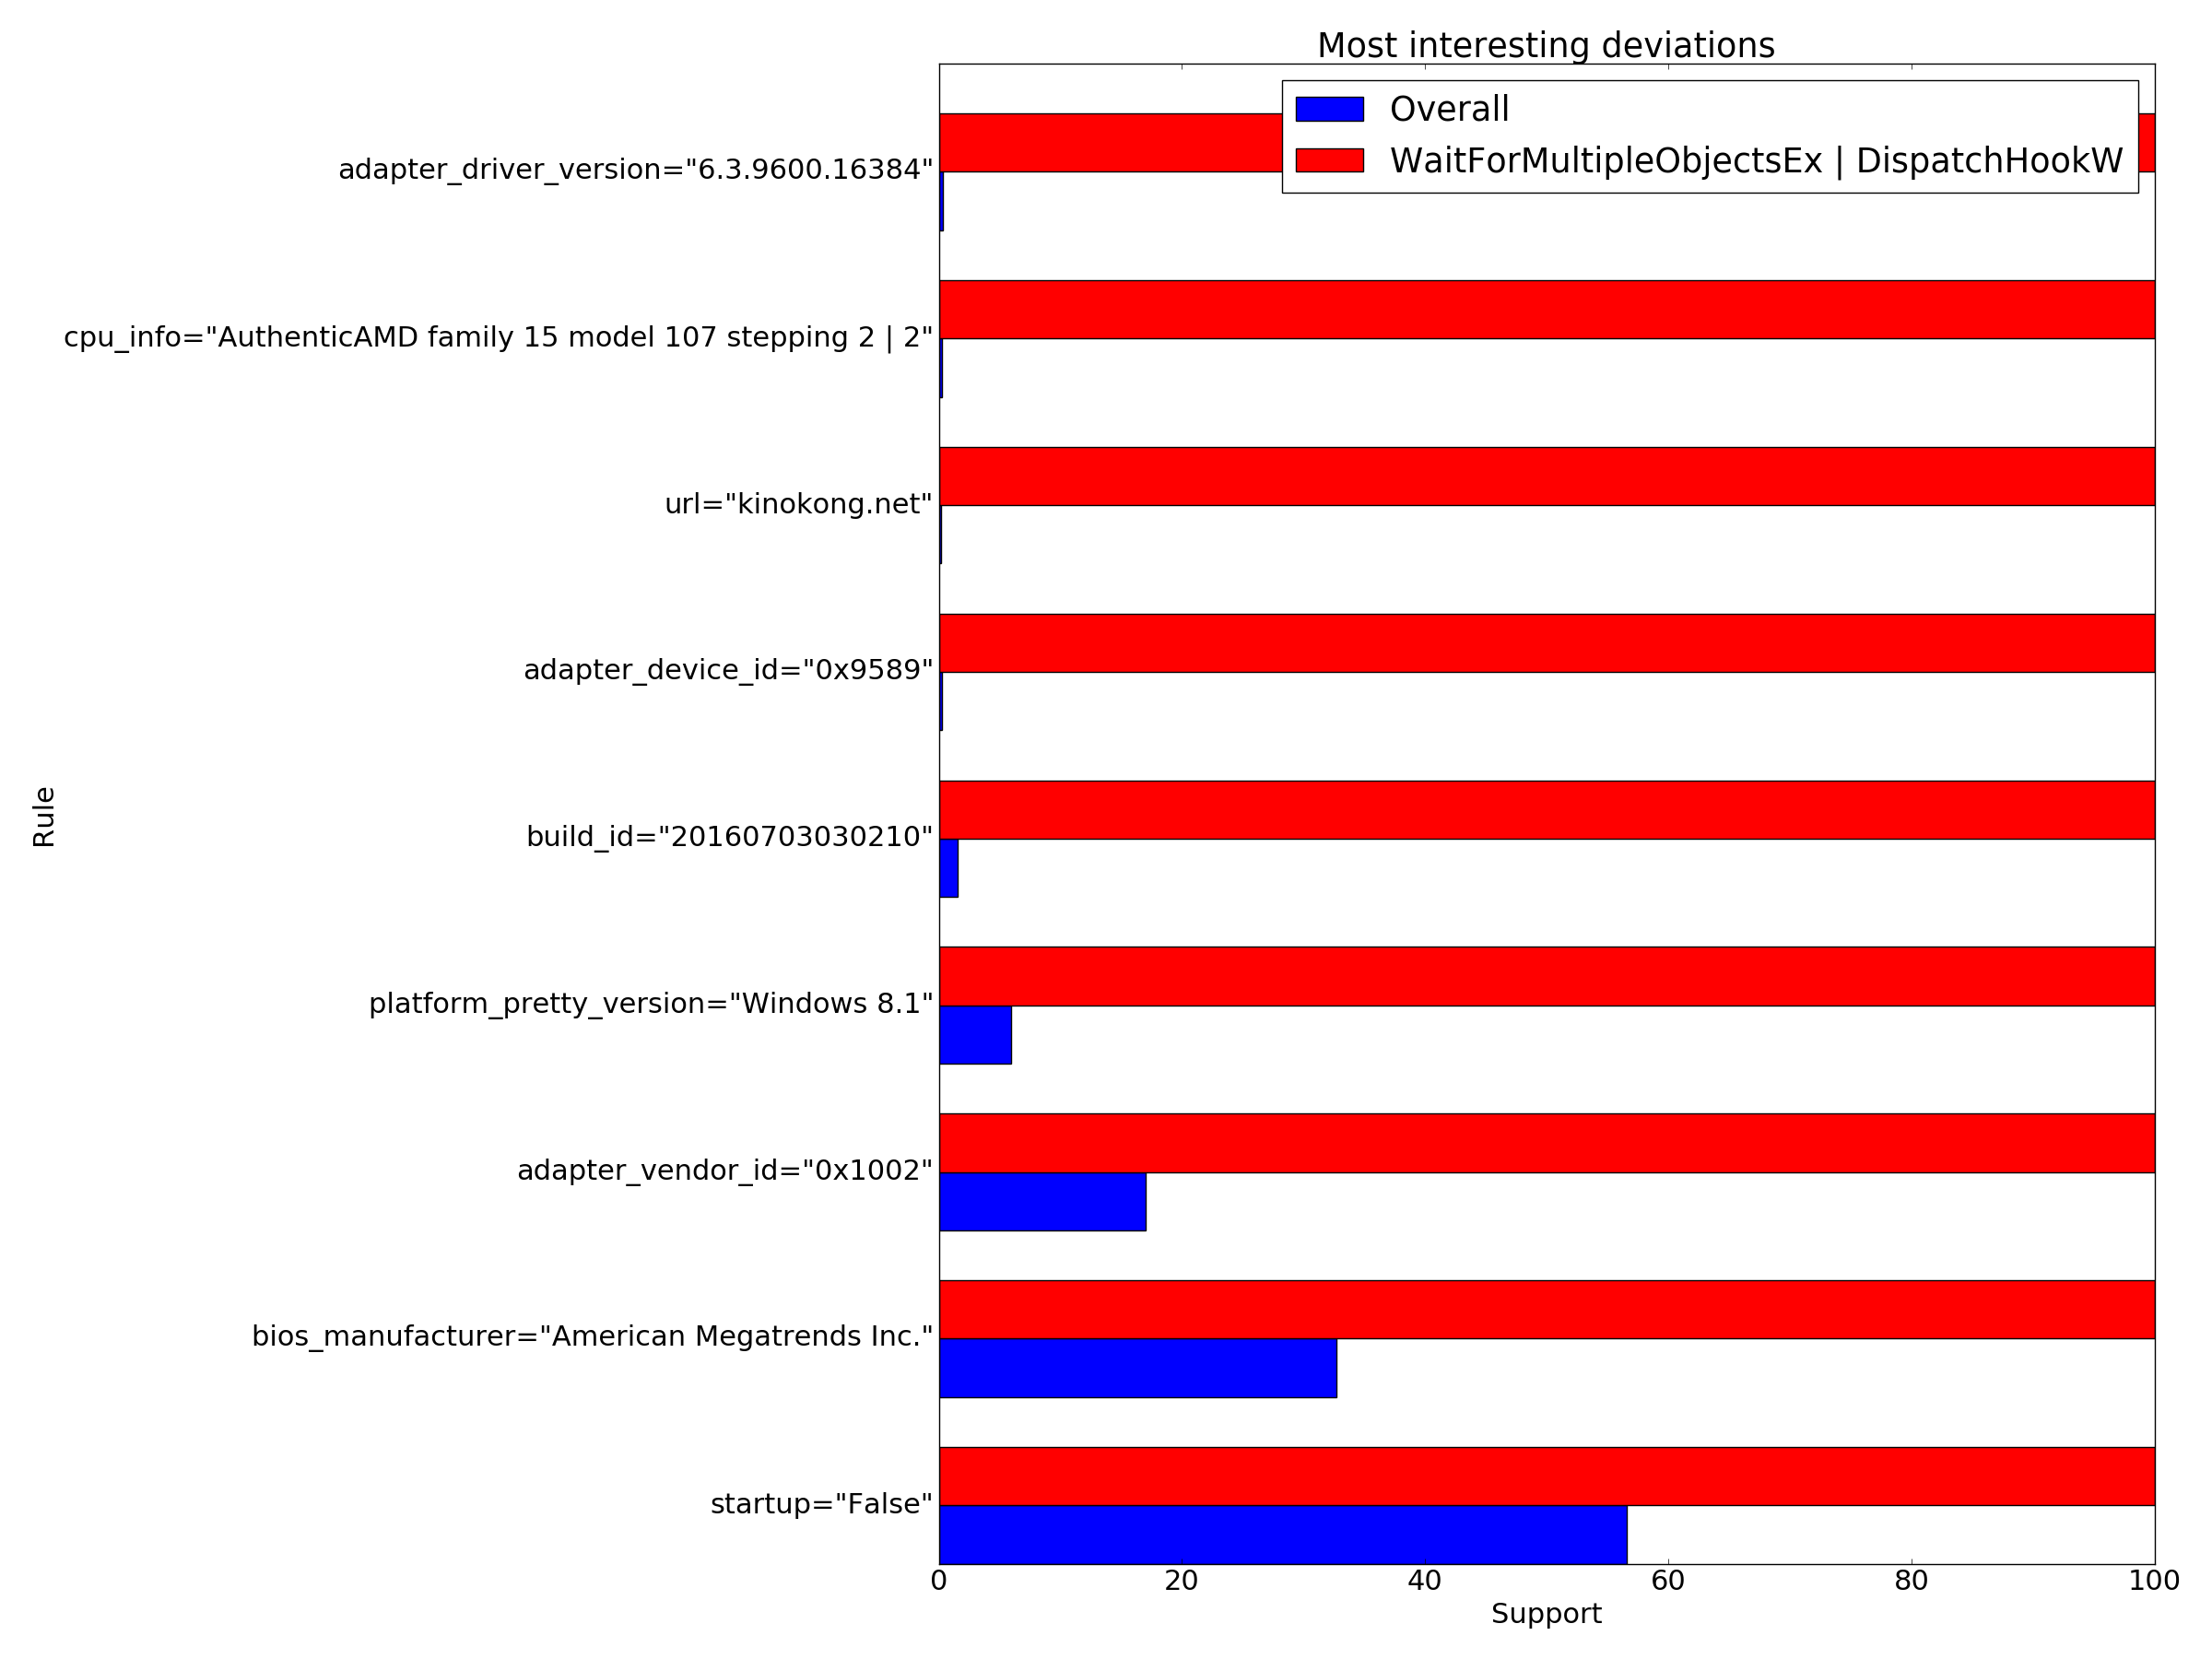 Most interesting deviations
Overall
WaitForMultipleObjectsEx | DispatchHookW
adapter_driver_version="6.3.9600.16384"
cpu_info="AuthenticAMD family 15 model 107 stepping 2 | 2"
url="kinokong.net"
adapter_device_id="0x9589"
build_id="20160703030210"
platform_pretty_version="Windows 8.1"
adapter_vendor_id="0x1002"
bios_manufacturer="American Megatrends Inc."
startup="False"
Rule
0 20 40 60 80 100
Support